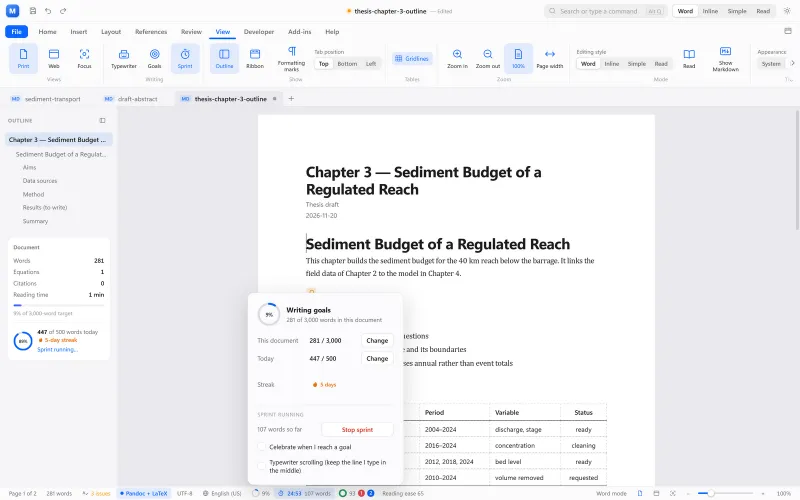 M
thesis-chapter-3-outline — Edited
Search or type a command Alt Q
Word Inline Simple Read
File Home Insert Layout References Review View Developer Add-ins Help
Print Web Focus Typewriter Goals Sprint Outline Ribbon Formatting marks
Tab position
Top Bottom Left
Gridlines
Zoom in Zoom out 100% Page width
Editing style
Word Inline Simple Read
Read Show Markdown
Appearance
System
Views Writing Show Tables Zoom Mode
MD sediment-transport MD draft-abstract MD thesis-chapter-3-outline
OUTLINE
Chapter 3 — Sediment Budget ...
Sediment Budget of a Regulat...
Aims
Data sources
Method
Results (to write)
Summary
Document
Words 281
Equations 1
Citations 0
Reading time 1 min
9% of 3,000 word target
89%
447 of 500 words today
5-day streak
Sprint running...
Chapter 3 — Sediment Budget of a
Regulated Reach
Thesis draft
2026-11-20
Sediment Budget of a Regulated Reach
This chapter builds the sediment budget for the 40 km reach below the barrage. It links the
field data of Chapter 2 to the model in Chapter 4.
9%
Writing goals
281 of 3,000 words in this document
This document 281 / 3,000 Change
Today 447 / 500 Change
Streak 5 days
SPRINT RUNNING
107 words so far Stop sprint
Celebrate when I reach a goal
Typewriter scrolling (keep the line I type in
the middle)
and its boundaries
annual rather than event totals
Period Variable Status
2004–2024 discharge, stage ready
2016–2024 concentration cleaning
2012, 2018, 2024 bed level ready
2010–2024 volume removed requested
Page 1 of 2 281 words 3 issues Pandoc + LaTeX UTF-8 English (US) 9% 24:53 107 words 93 1 2 Reading ease 65 Word mode 100%